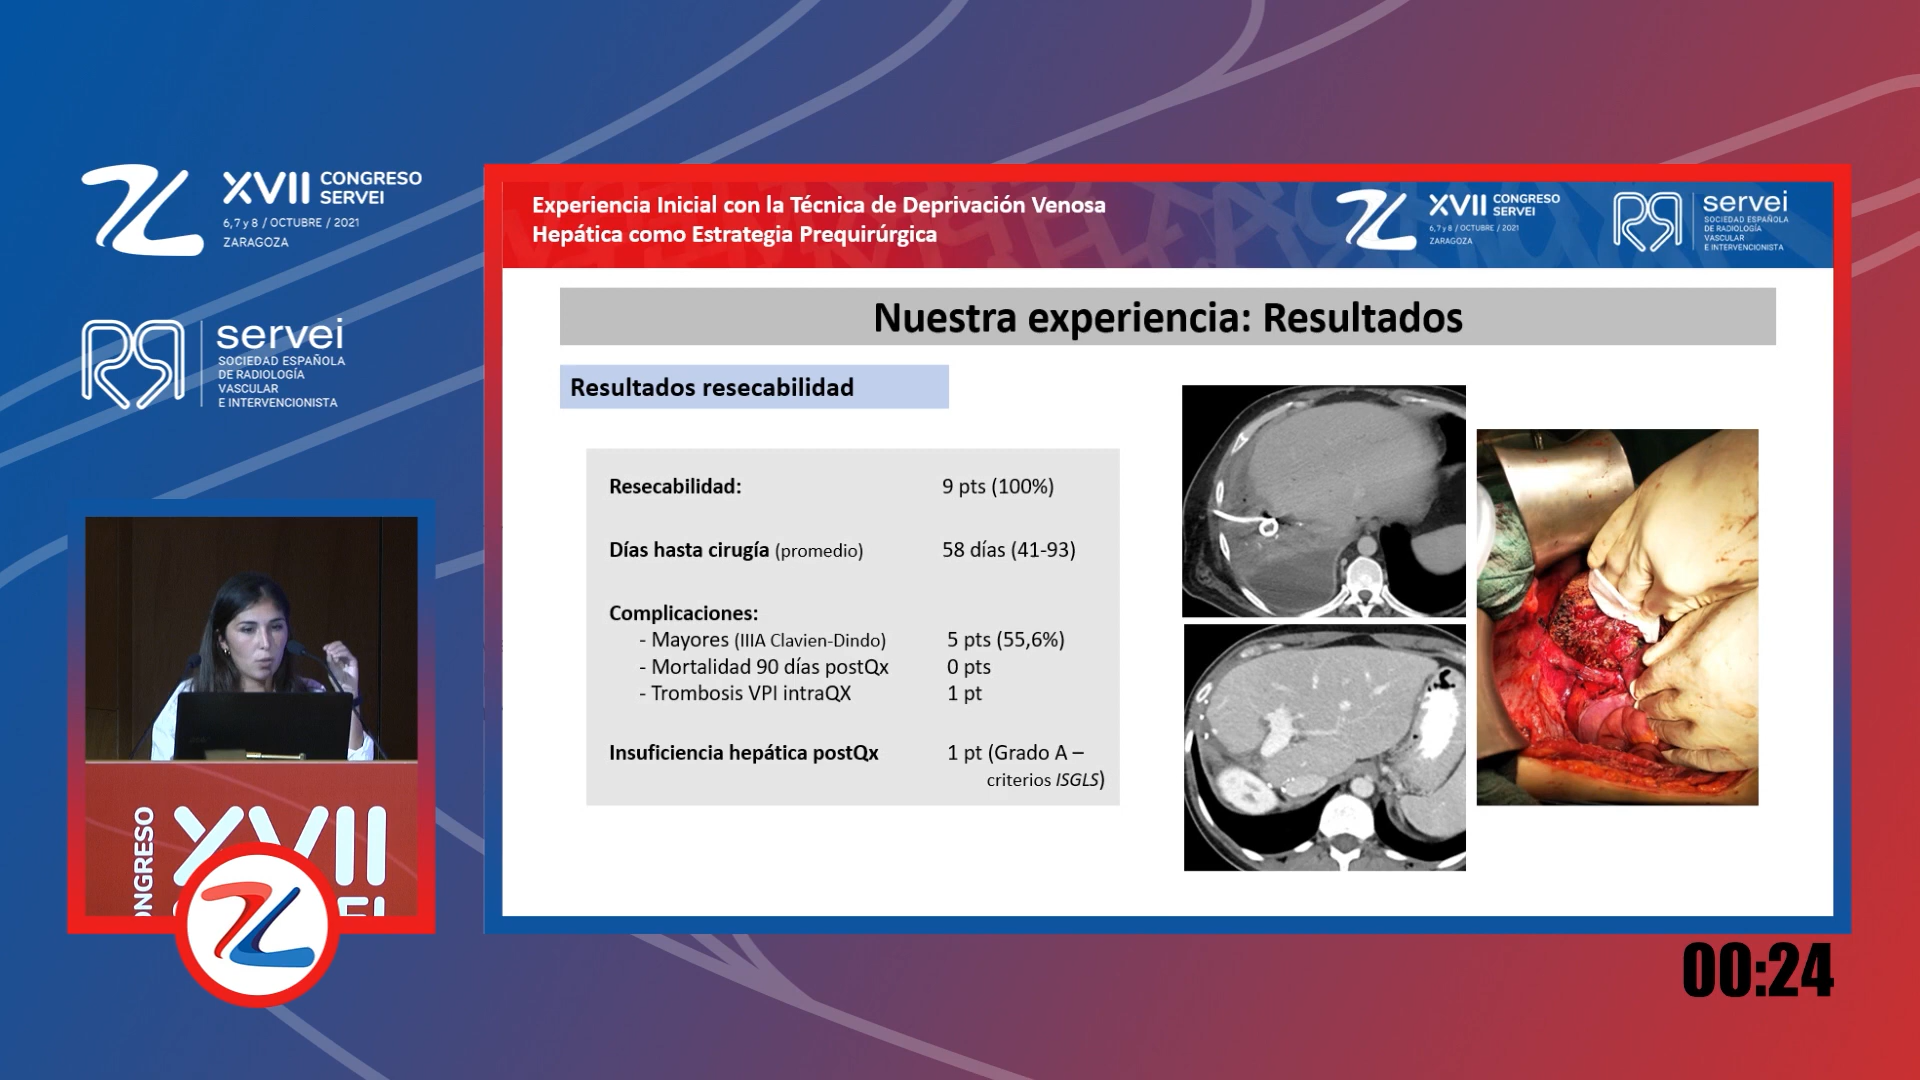 XVII CONGRESO
SERVEI
6, 7 y 8 / OCTUBRE / 2021
ZARAGOZA
servei
SOCIEDAD ESPAÑOLA
DE RADIOLOGÍA
VASCULAR
E INTERVENCIONISTA
Experiencia Inicial con la Técnica de Deprivación Venosa
Hepática como Estrategia Prequirúrgica
XVII CONGRESO
SERVEI
6, 7 y 8 / OCTUBRE / 2021
ZARAGOZA
servei
SOCIEDAD ESPAÑOLA
DE RADIOLOGÍA
VASCULAR
E INTERVENCIONISTA
Nuestra experiencia: Resultados
Resultados resecabilidad
Resecabilidad: 9 pts (100%)
Días hasta cirugía (promedio) 58 días (41-93)
Complicaciones:
- Mayores (IIIA Clavien-Dindo) 5 pts (55,6%)
- Mortalidad 90 días postQx 0 pts
- Trombosis VPI intraQX 1 pt
Insuficiencia hepática postQx 1 pt (Grado A –
criterios ISGLS)
XVII
00:24